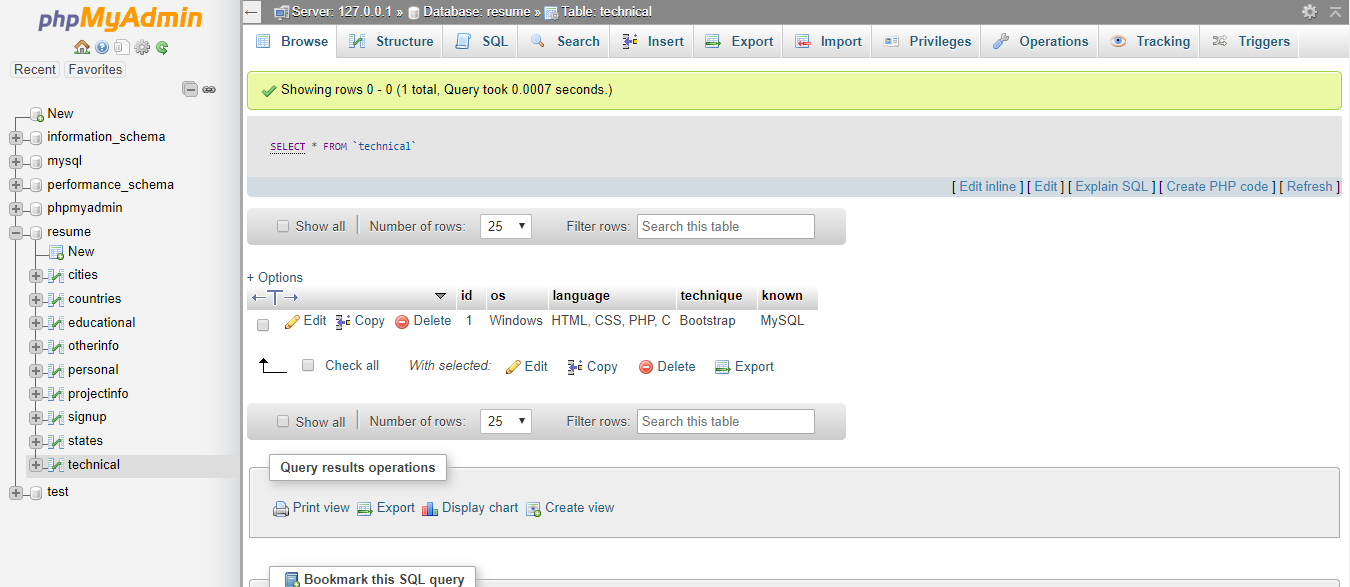 phpMyAdmin
Recent Favorites
New
information_schema
mysql
performance_schema
phpmyadmin
resume
New
cities
countries
educational
otherinfo
personal
projectinfo
signup
states
technical
test
Server: 127.0.0.1 » Database: resume » Table: technical
Browse Structure SQL Search Insert Export Import Privileges Operations Tracking Triggers
Showing rows 0 - 0 (1 total, Query took 0.0007 seconds.)
SELECT * FROM `technical`
[ Edit inline ] [ Edit ] [ Explain SQL ] [ Create PHP code ] [ Refresh ]
Show all Number of rows: 25 Filter rows: Search this table
+ Options
←T→ id os language technique known
Edit Copy Delete 1 Windows HTML, CSS, PHP, C Bootstrap MySQL
Check all With selected: Edit Copy Delete Export
Show all Number of rows: 25 Filter rows: Search this table
Query results operations
Print view Export Display chart Create view
Bookmark this SQL query